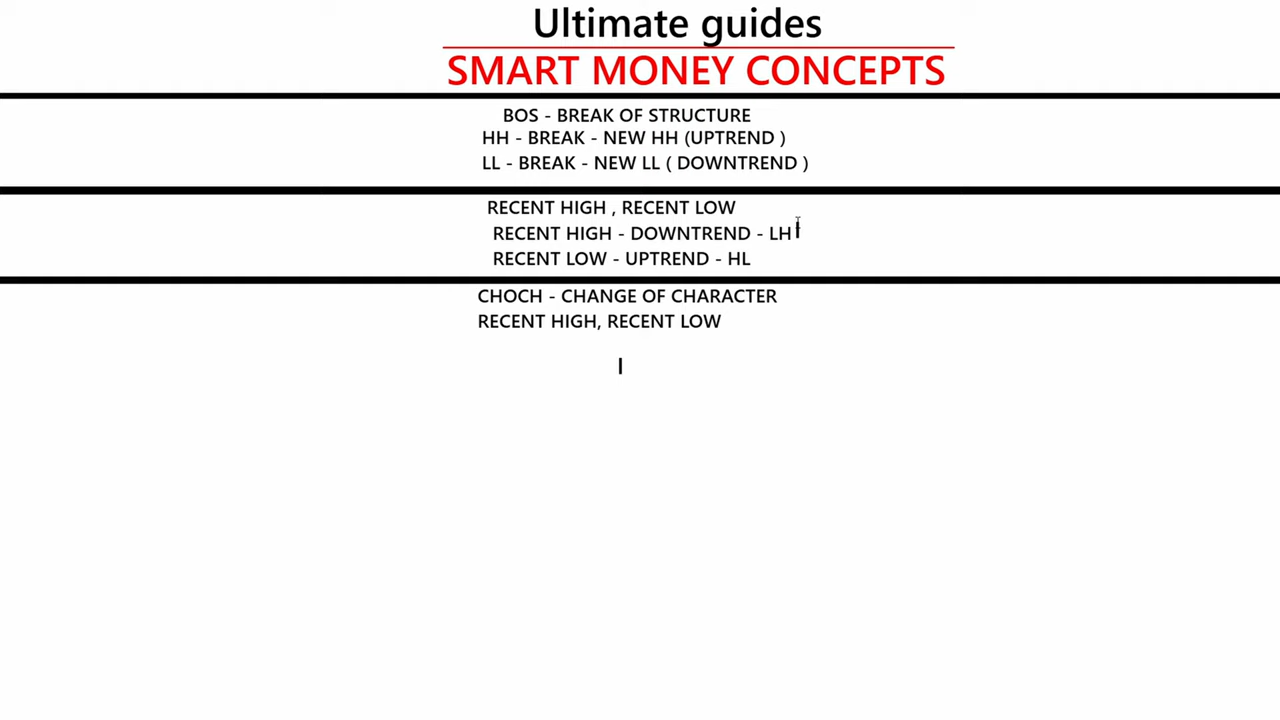 Ultimate guides
SMART MONEY CONCEPTS
BOS - BREAK OF STRUCTURE
HH - BREAK - NEW HH (UPTREND )
LL - BREAK - NEW LL ( DOWNTREND )
RECENT HIGH , RECENT LOW
RECENT HIGH - DOWNTREND - LH
RECENT LOW - UPTREND - HL
CHOCH - CHANGE OF CHARACTER
RECENT HIGH, RECENT LOW